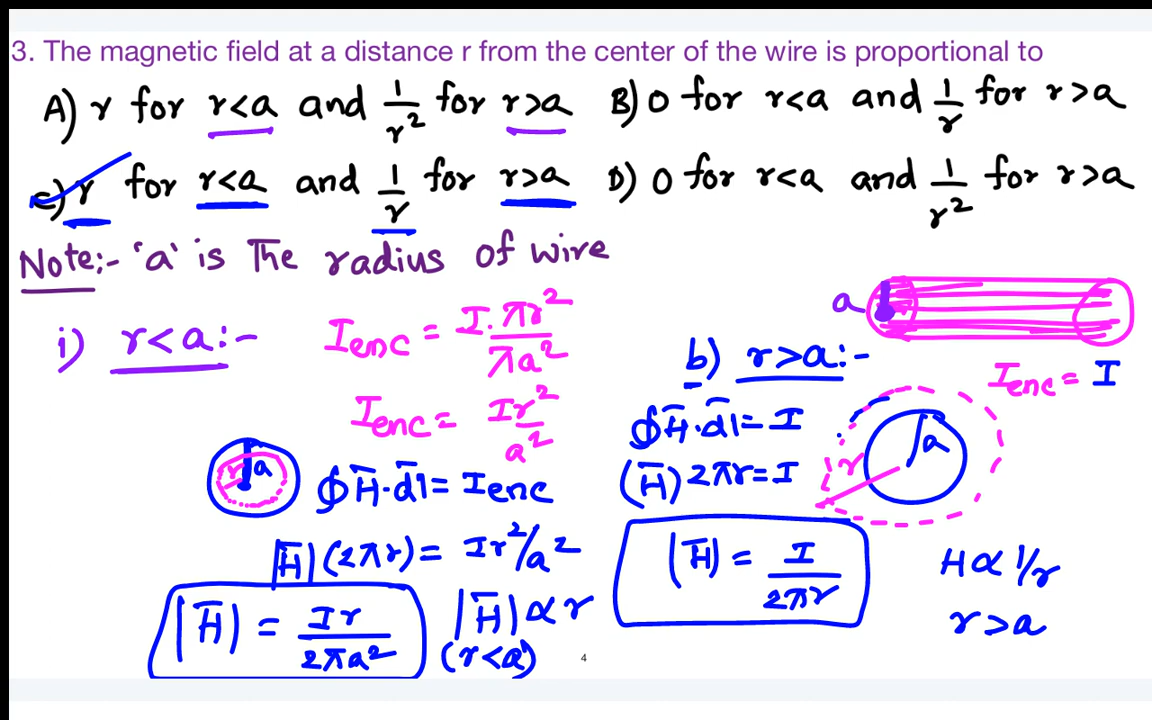 3. The magnetic field at a distance r from the center of the wire is proportional to
A) r for r<a and 1/r² for r>a
B) 0 for r<a and 1/r for r>a
C) r for r<a and 1/r for r>a
D) 0 for r<a and 1/r² for r>a
Note:- 'a' is The radius of wire
a
i) r<a:-
Ienc = I.πr²/πa²
Ienc = Ir²/a²
r a
∮H̄·dl̄ = Ienc
|H̄|(2πr) = Ir²/a²
|H̄| = Ir/2πa²
|H̄| ∝ r
(r<a)
b) r>a:-
Ienc = I
∮H̄·dl̄ = I
(H̄) 2πr = I
a
r
|H̄) = I/2πr
H ∝ 1/r
r>a
4